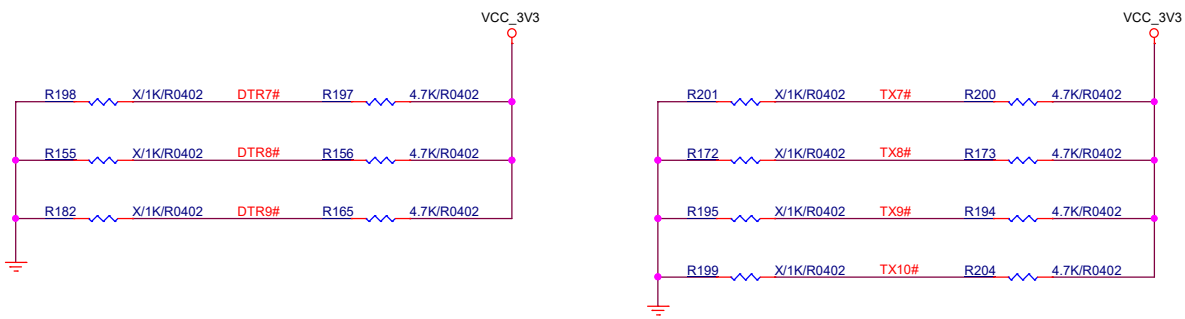 VCC_3V3
R198 X/1K/R0402 DTR7# R197 4.7K/R0402
R155 X/1K/R0402 DTR8# R156 4.7K/R0402
R182 X/1K/R0402 DTR9# R165 4.7K/R0402
VCC_3V3
R201 X/1K/R0402 TX7# R200 4.7K/R0402
R172 X/1K/R0402 TX8# R173 4.7K/R0402
R195 X/1K/R0402 TX9# R194 4.7K/R0402
R199 X/1K/R0402 TX10# R204 4.7K/R0402